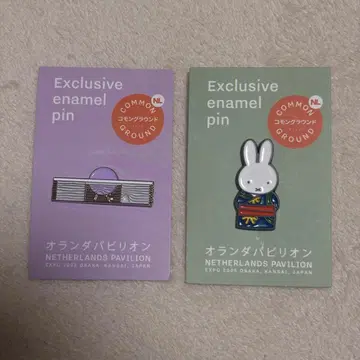 Exclusive
enamel
pin
COMMON
NL
コモングラウンド
GROUND
オランダパビリオン
NETHERLANDS PAVILION
EXPO 2025 OSAKA, KANSAI, JAPAN
Exclusive
enamel
pin
COMMON
NL
コモングラウンド
GROUND
オランダパビリオン
NETHERLANDS PAVILION
EXPO 2025 OSAKA, KANSAI, JAPAN